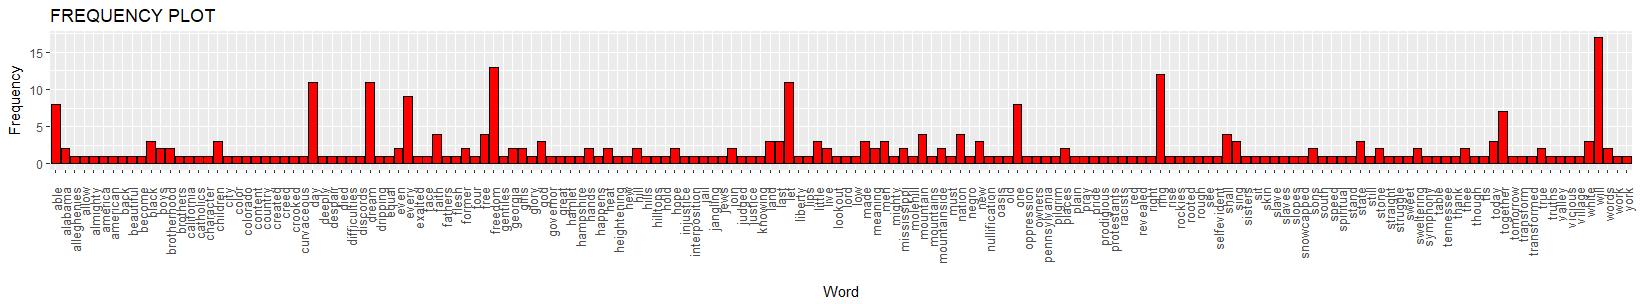 FREQUENCY PLOT
Frequency
15
10
5
0
able
alabama
alleghenies
allow
almighty
america
american
back
beautiful
become
black
boys
brotherhood
brothers
california
catholics
character
children
city
color
colorado
content
country
created
creed
crooked
curvaceous
day
deeply
despair
died
difficulties
discords
dream
dripping
equal
even
every
exalted
face
faith
fathers
flesh
former
four
free
freedom
gentiles
georgia
girls
glory
god
governor
great
hamlet
hampshire
hands
happens
heat
heightening
hew
hill
hills
hilltops
hold
hope
injustice
interposition
jail
jangling
jews
join
judged
justice
knowing
land
last
let
liberty
lips
little
live
lookout
lord
low
made
meaning
men
mighty
mississippi
molehill
mountain
mountains
mountainside
must
nation
negro
new
nullification
oasis
old
one
oppression
owners
pennsylvania
pilgrim
places
plain
pray
pride
prodigious
protestants
racists
red
revealed
right
ring
rise
rockies
rooted
rough
see
selfevident
shall
sing
sisters
sit
skin
slave
slaves
slopes
snowcapped
son
south
speed
spiritual
stand
state
still
stone
straight
struggle
sweet
sweltering
symphony
table
tennessee
thank
thee
though
tis
today
together
tomorrow
transform
transformed
true
truths
valley
vicious
village
white
will
words
work
york
Word